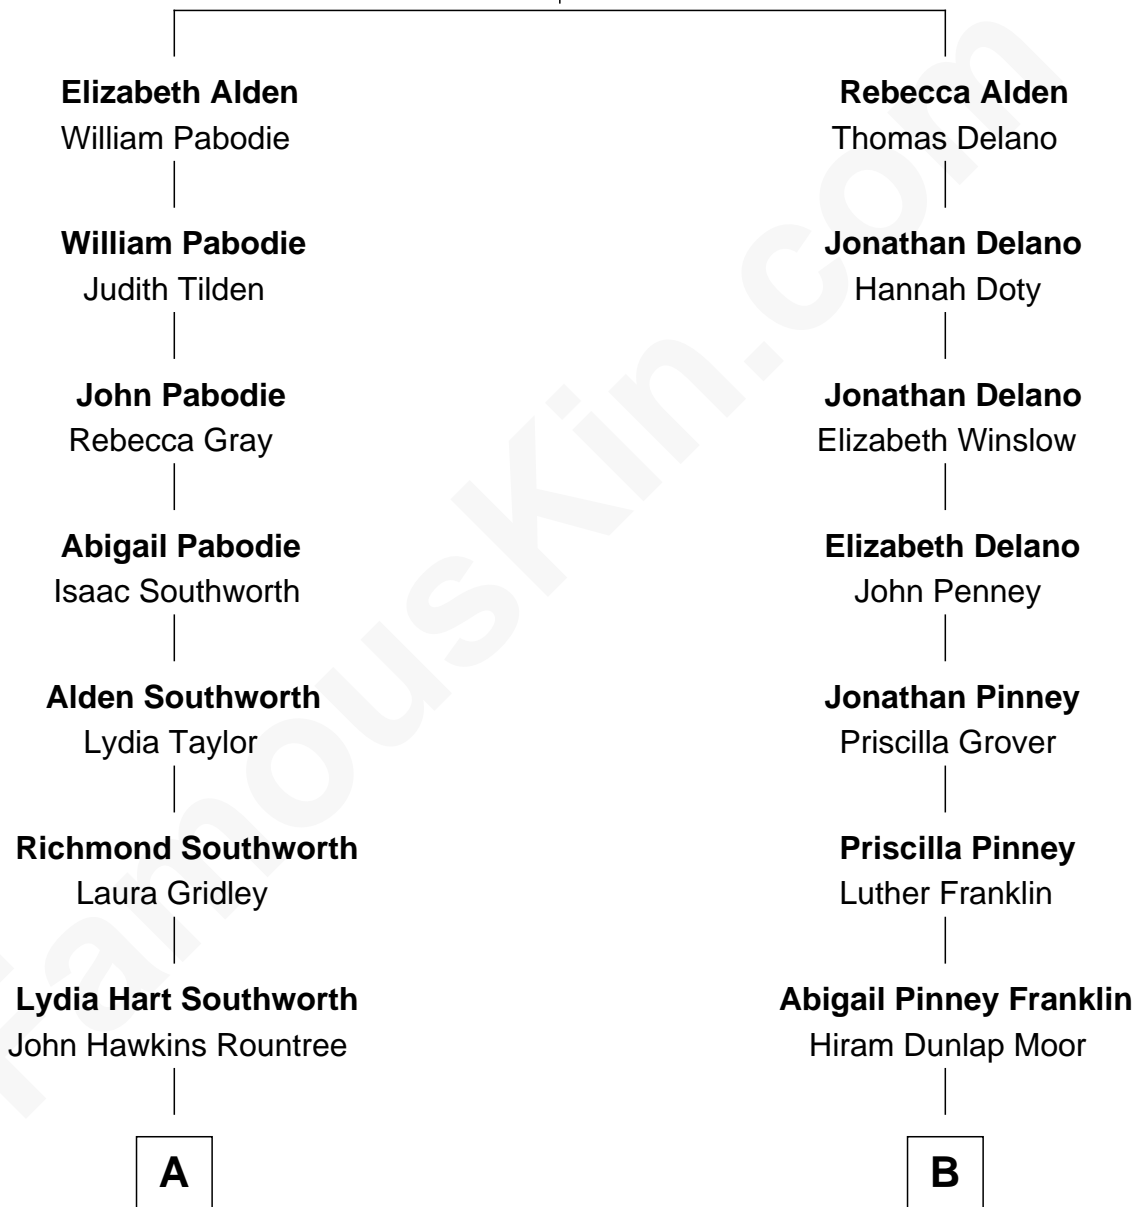 Elizabeth Alden
William Pabodie
William Pabodie
Judith Tilden
John Pabodie
Rebecca Gray
Abigail Pabodie
Isaac Southworth
Alden Southworth
Lydia Taylor
Richmond Southworth
Laura Gridley
Lydia Hart Southworth
John Hawkins Rountree
A
Rebecca Alden
Thomas Delano
Jonathan Delano
Hannah Doty
Jonathan Delano
Elizabeth Winslow
Elizabeth Delano
John Penney
Jonathan Pinney
Priscilla Grover
Priscilla Pinney
Luther Franklin
Abigail Pinney Franklin
Hiram Dunlap Moor
B
FamousKin.com